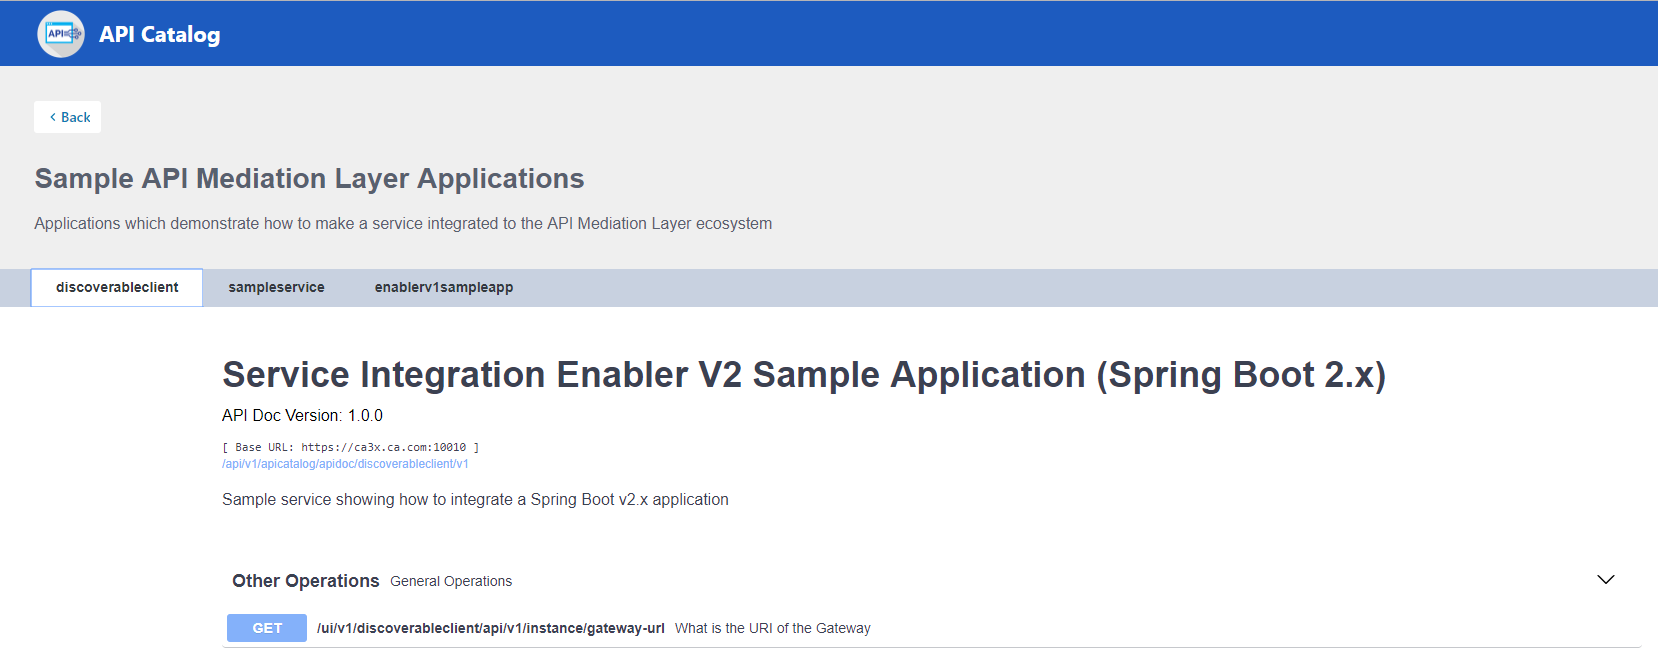 API
API Catalog
Back
Sample API Mediation Layer Applications
Applications which demonstrate how to make a service integrated to the API Mediation Layer ecosystem
discoverableclient sampleservice enablerv1sampleapp
Service Integration Enabler V2 Sample Application (Spring Boot 2.x)
API Doc Version: 1.0.0
[ Base URL: https://ca3x.ca.com:10010 ]
/api/v1/apicatalog/apidoc/discoverableclient/v1
Sample service showing how to integrate a Spring Boot v2.x application
Other Operations General Operations
GET /ui/v1/discoverableclient/api/v1/instance/gateway-url What is the URI of the Gateway